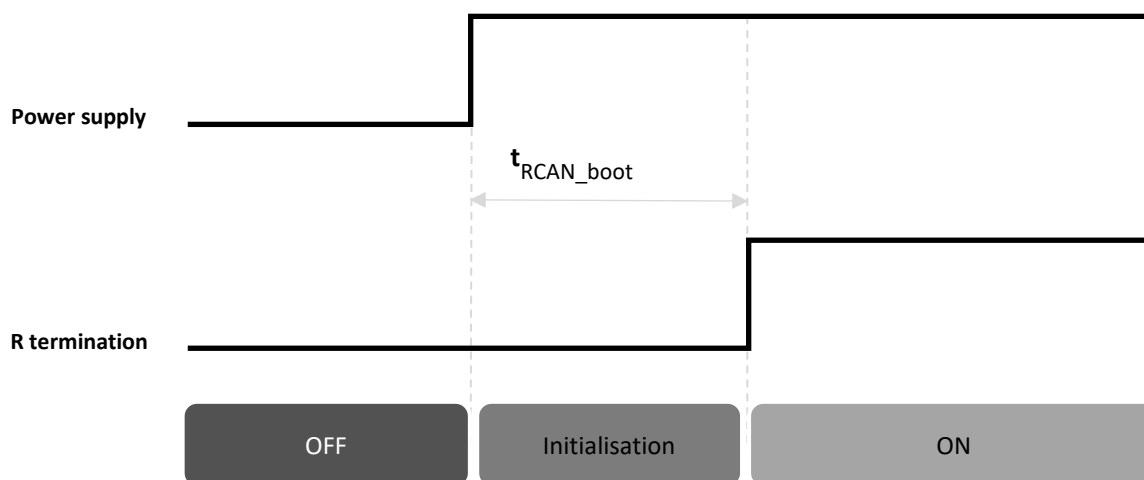 Power supply
tRCAN_boot
R termination
OFF
Initialisation
ON